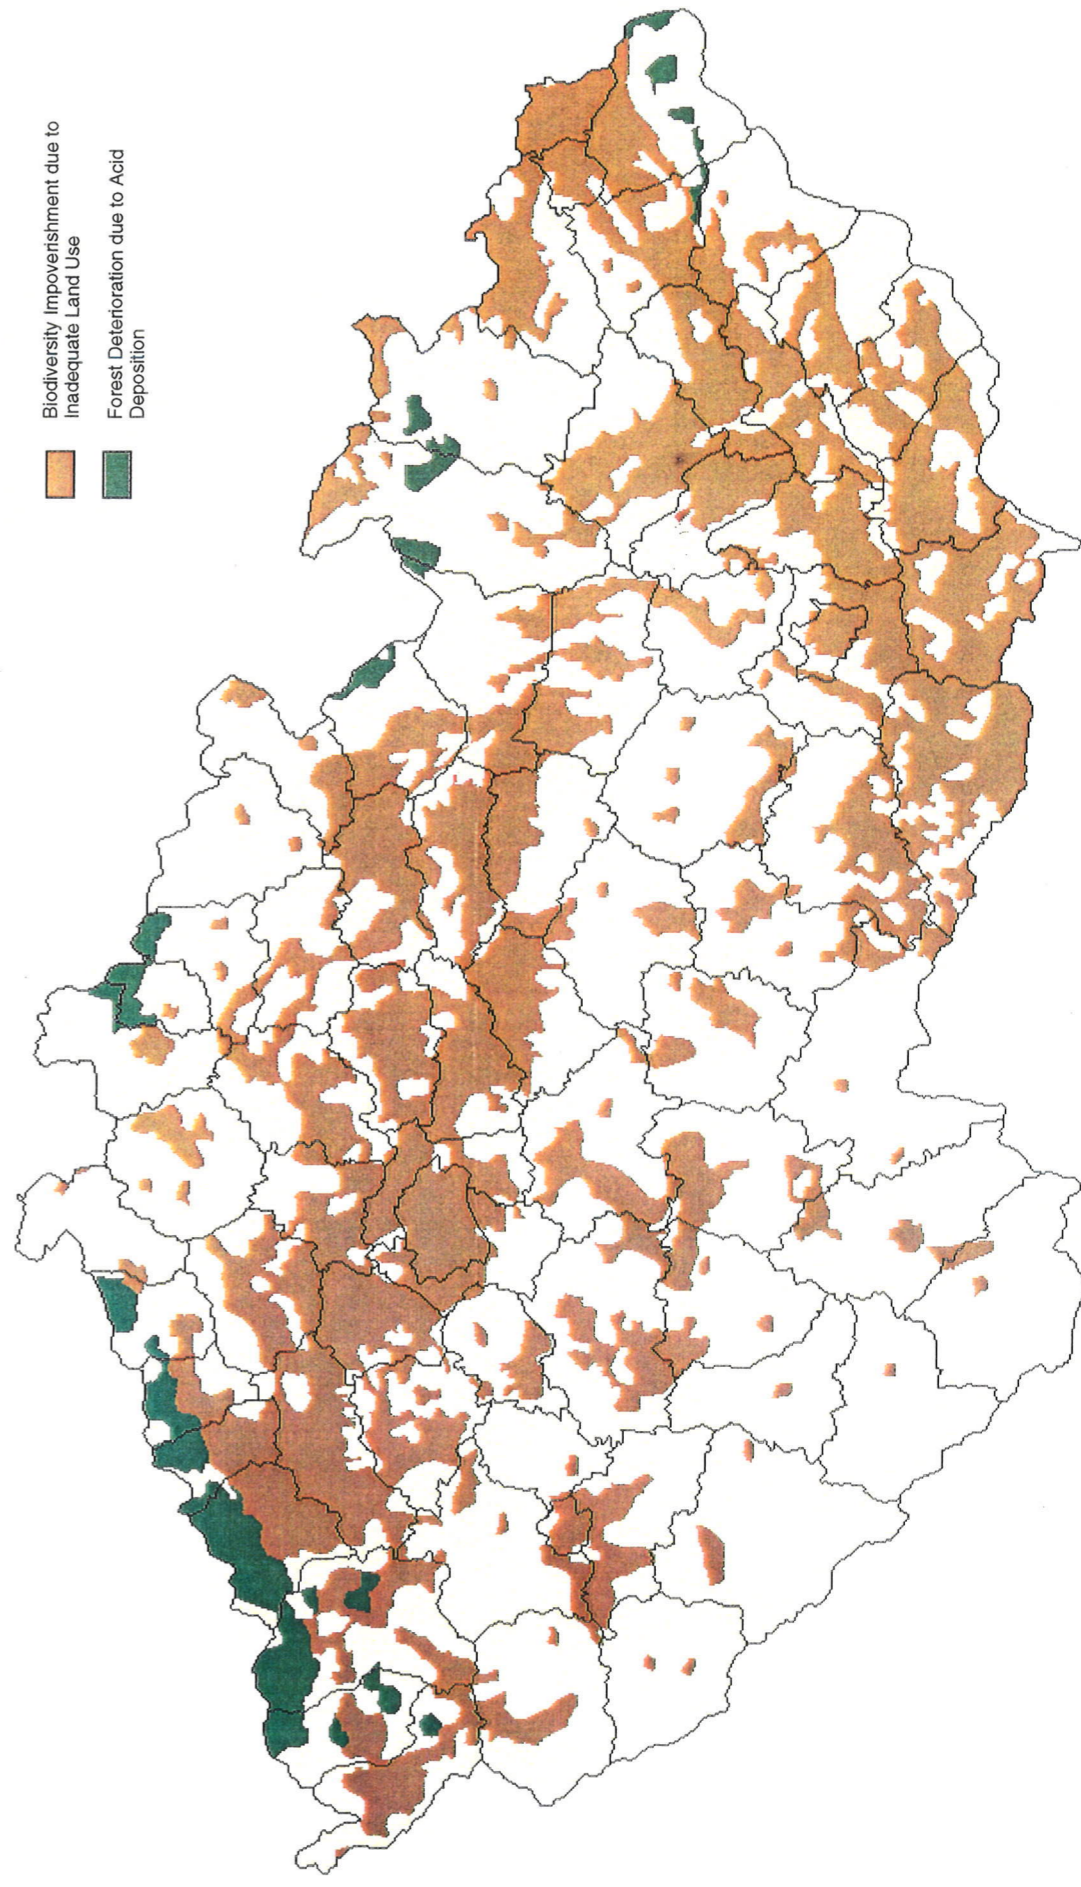 Biodiversity Impoverishment due to
Inadequate Land Use
Forest Deterioration due to Acid
Deposition